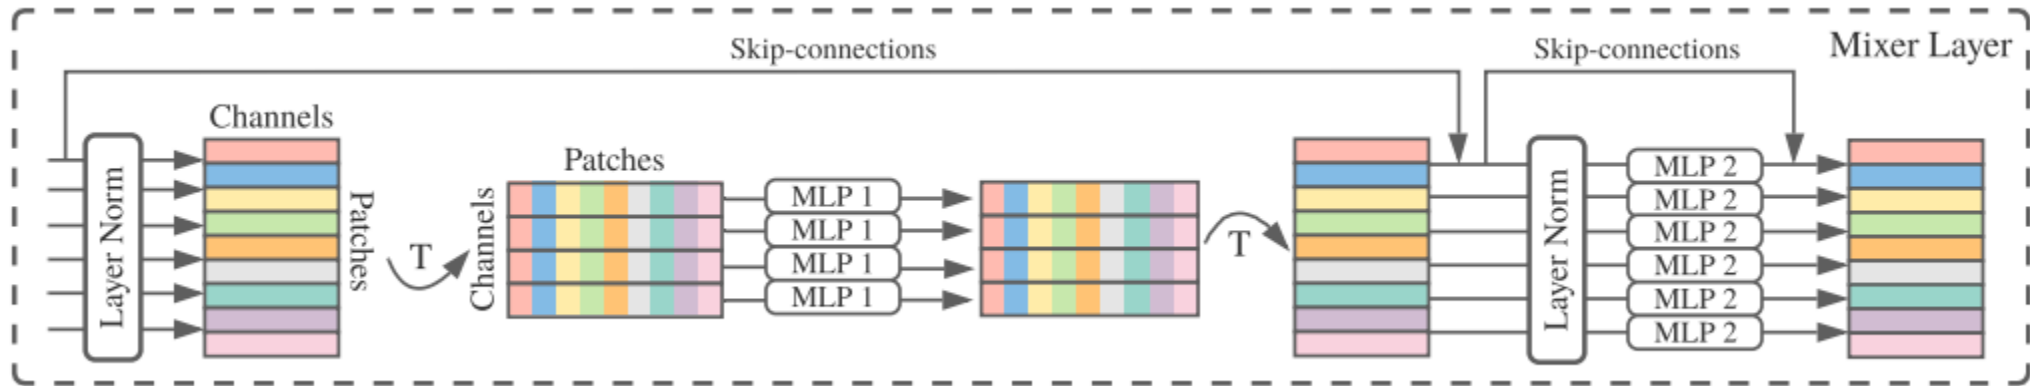 Mixer Layer
Skip-connections
Skip-connections
Layer Norm
Channels
Patches
T
Patches
Channels
MLP 1
MLP 1
MLP 1
MLP 1
T
Layer Norm
MLP 2
MLP 2
MLP 2
MLP 2
MLP 2
MLP 2